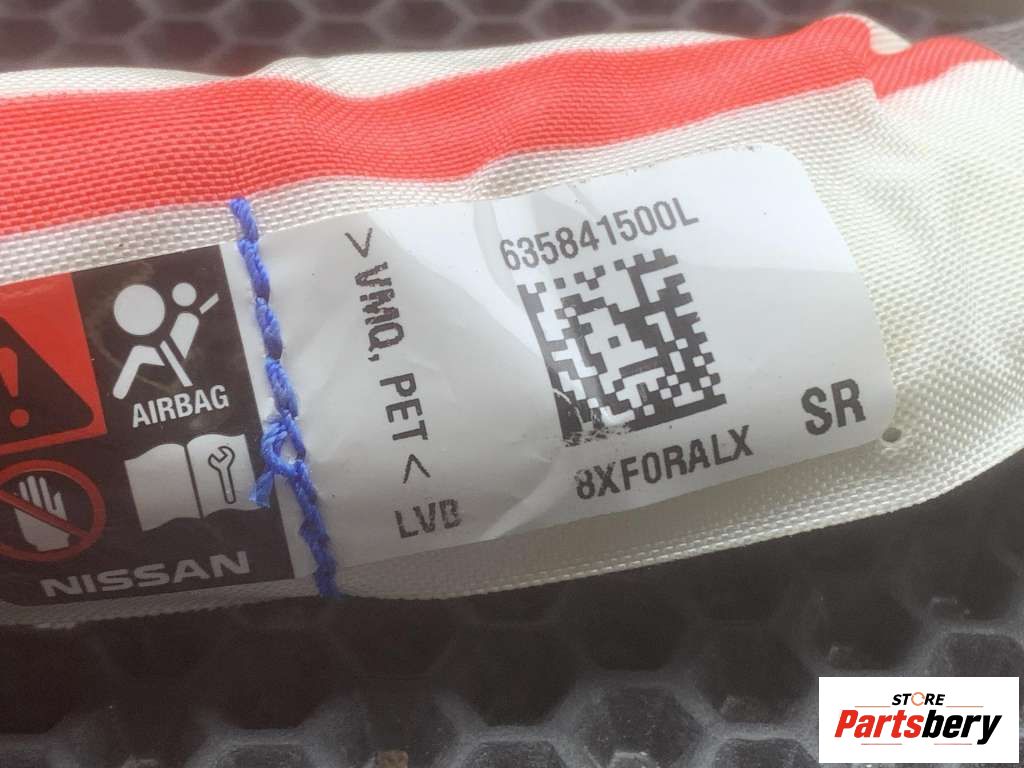 635841500L
>VMQ, PET<
LVB
8XF0RALX
SR
AIRBAG
NISSAN
STORE
Partsbery